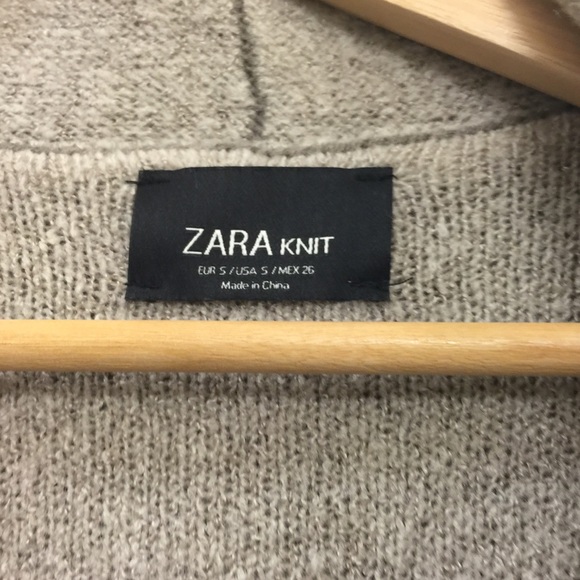 ZARA KNIT
EUR S / USA S / MEX 26
Made in China